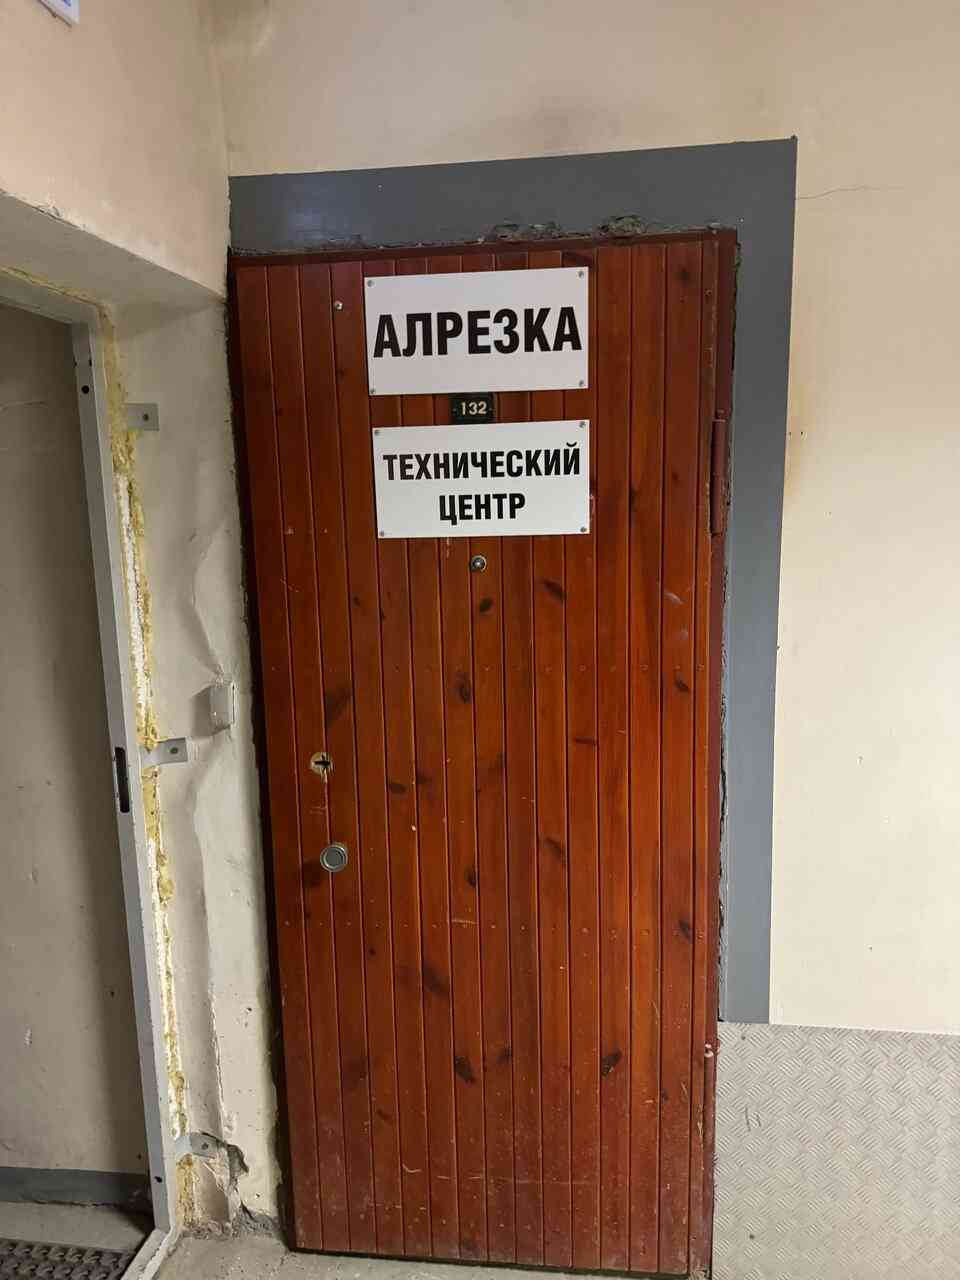 АЛРЕЗКА
132
ТЕХНИЧЕСКИЙ
ЦЕНТР